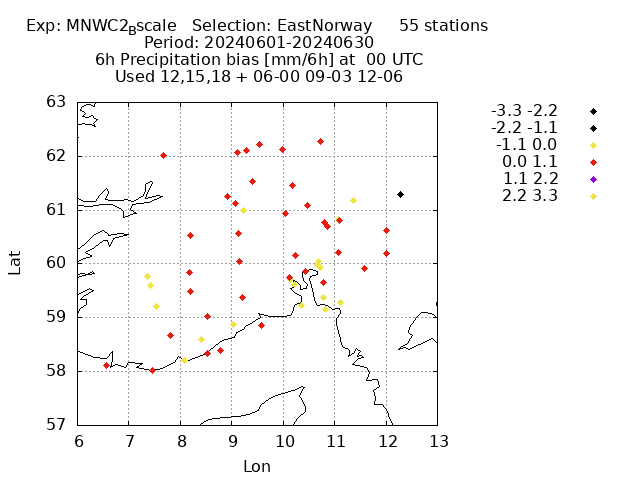 Exp: MNWC2_Bscale   Selection: EastNorway      55 stations
Period: 20240601-20240630
6h Precipitation bias [mm/6h] at  00 UTC
Used 12,15,18 + 06-00 09-03 12-06
-3.3 -2.2
-2.2 -1.1
-1.1 0.0
0.0 1.1
1.1 2.2
2.2 3.3
63
62
61
60
59
58
57
Lat
6 7 8 9 10 11 12 13
Lon